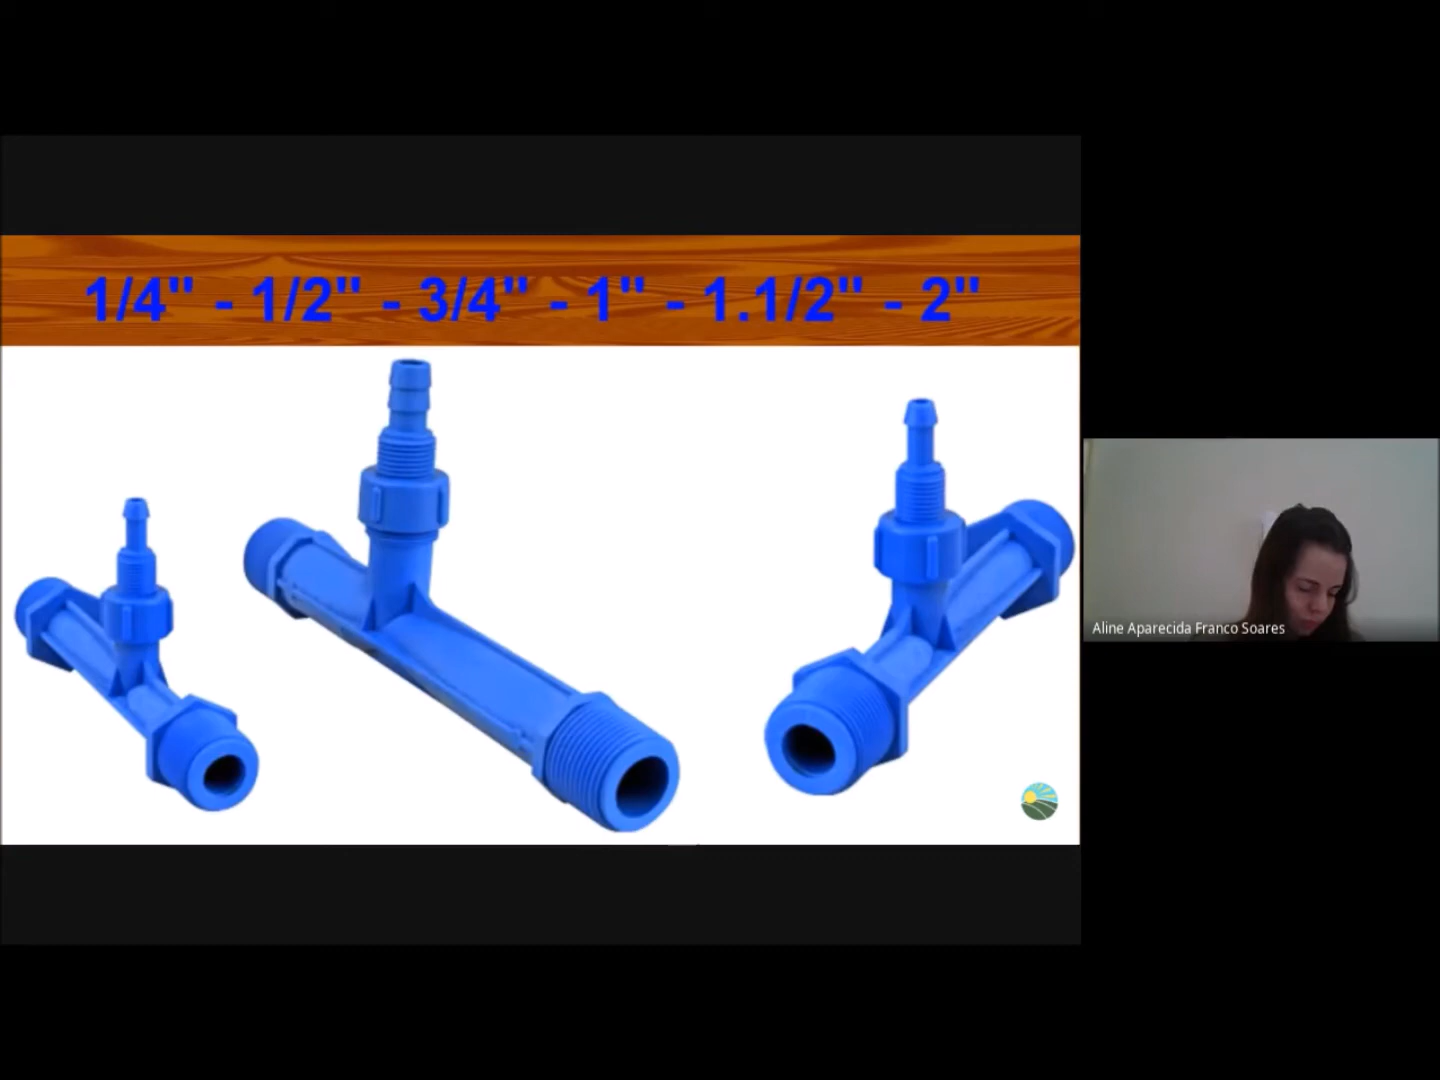 1/4" - 1/2" - 3/4" - 1" - 1.1/2" - 2"
Aline Aparecida Franco Soares